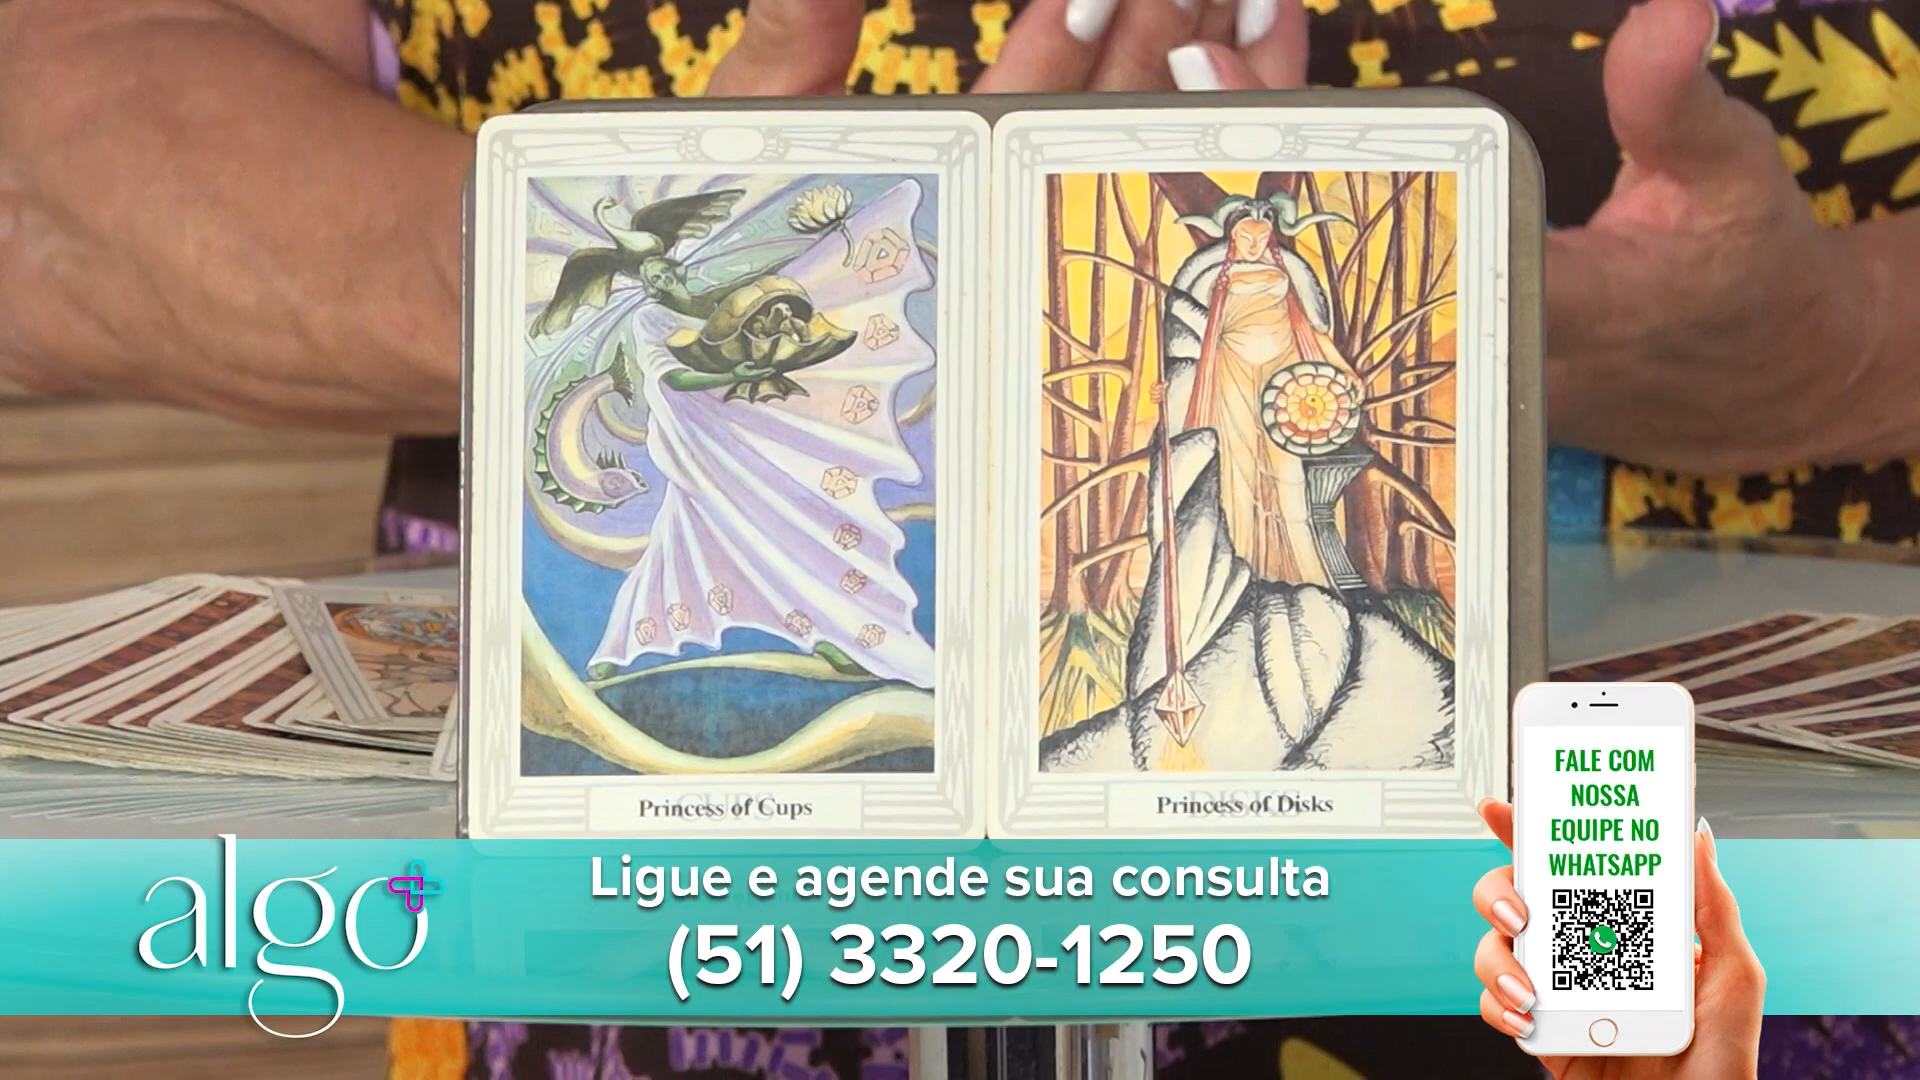 Princess of Cups
Princess of Disks
algo+
Ligue e agende sua consulta
(51) 3320-1250
FALE COM
NOSSA
EQUIPE NO
WHATSAPP